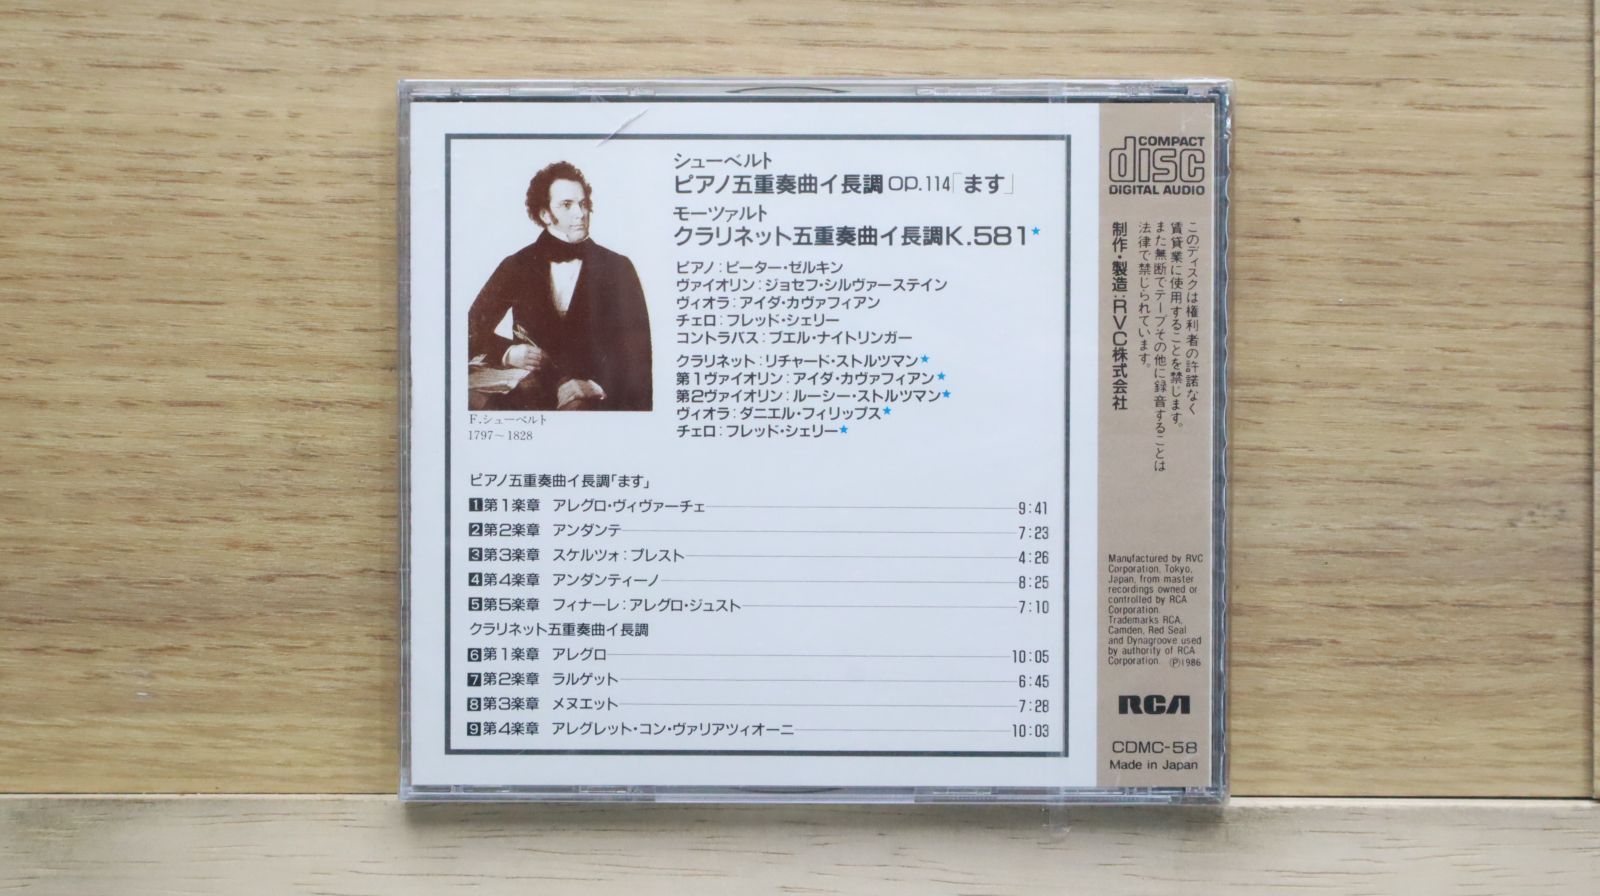 シューベルト
ピアノ五重奏曲イ長調OP.114「ます」
モーツァルト
クラリネット五重奏曲イ長調K.581★
ピアノ：ピーター・ゼルキン
ヴァイオリン：ジョセフ・シルヴァーステイン
ヴィオラ：アイダ・カヴァフィアン
チェロ：フレッド・シェリー
コントラバス：ブエル・ナイトリンガー
クラリネット：リチャード・ストルツマン★
第1ヴァイオリン：アイダ・カヴァフィアン★
第2ヴァイオリン：ルーシー・ストルツマン★
ヴィオラ：ダニエル・フィリップス★
チェロ：フレッド・シェリー★
F.シューベルト
1797～1828
ピアノ五重奏曲イ長調「ます」
1 第1楽章 アレグロ・ヴィヴァーチェ 9:41
2 第2楽章 アンダンテ 7:23
3 第3楽章 スケルツォ：プレスト 4:26
4 第4楽章 アンダンティーノ 8:25
5 第5楽章 フィナーレ：アレグロ・ジュスト 7:10
クラリネット五重奏曲イ長調
6 第1楽章 アレグロ 10:05
7 第2楽章 ラルゲット 6:45
8 第3楽章 メヌエット 7:28
9 第4楽章 アレグレット・コン・ヴァリアツィオーニ 10:03
COMPACT
disc
DIGITAL AUDIO
このディスクは権利者の許諾なく
賃貸業に使用することを禁じます。
また無断でテープその他に録音することは
法律で禁じられています。
制作・製造：RVC株式会社
Manufactured by RVC
Corporation, Tokyo,
Japan, from master
recordings owned or
controlled by RCA
Corporation.
Trademarks RCA,
Camden, Red Seal
and Dynagroove used
by authority of RCA
Corporation. Ⓟ1986
RCA
CDMC-58
Made in Japan